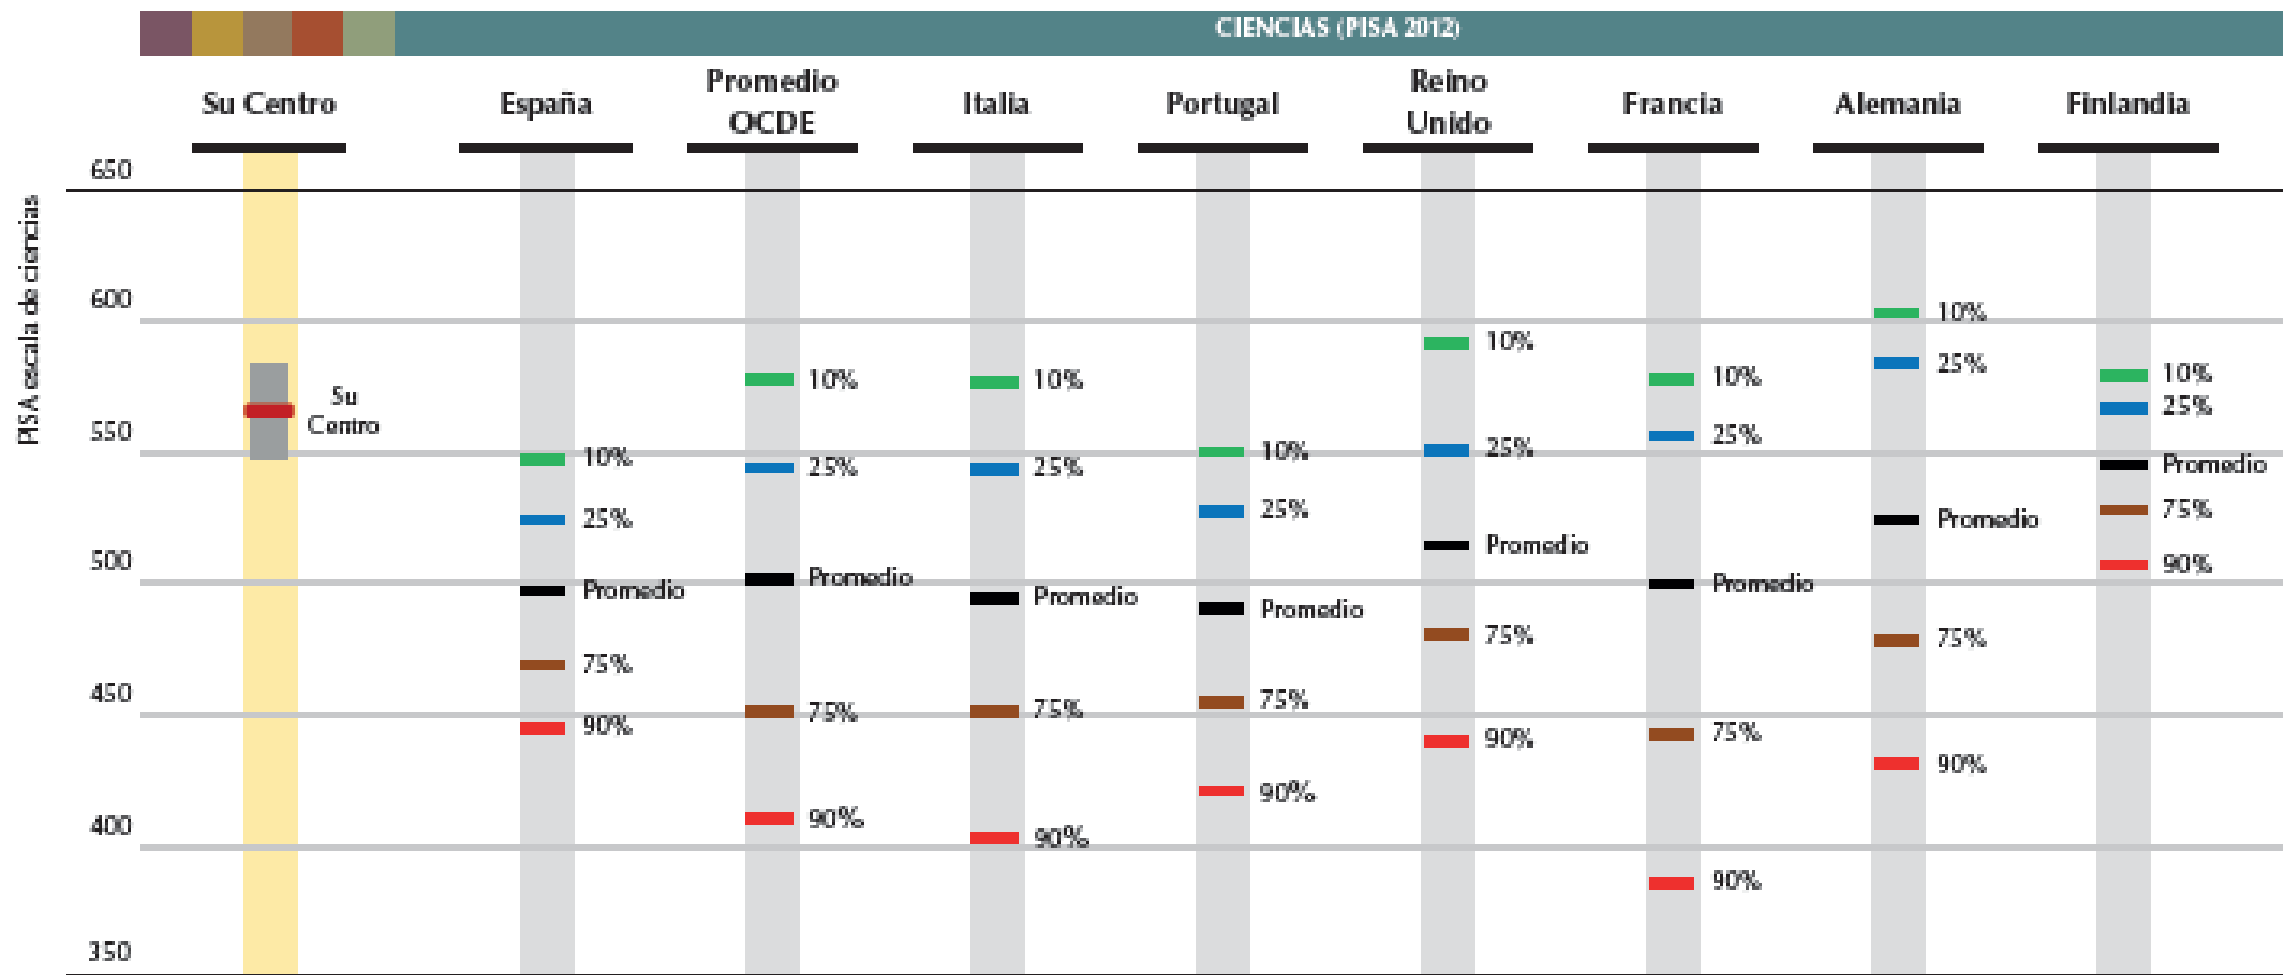 CIENCIAS (PISA 2012)
Su Centro
España
Promedio
OCDE
Italia
Portugal
Reino
Unido
Francia
Alemania
Finlandia
PISA escala de ciencias
650
600
550
500
450
400
350
Su
Centro
10%
25%
Promedio
75%
90%
10%
25%
Promedio
75%
90%
10%
25%
Promedio
75%
90%
10%
25%
Promedio
75%
90%
10%
25%
Promedio
75%
90%
10%
25%
Promedio
75%
90%
10%
25%
Promedio
75%
90%
10%
25%
Promedio
75%
90%